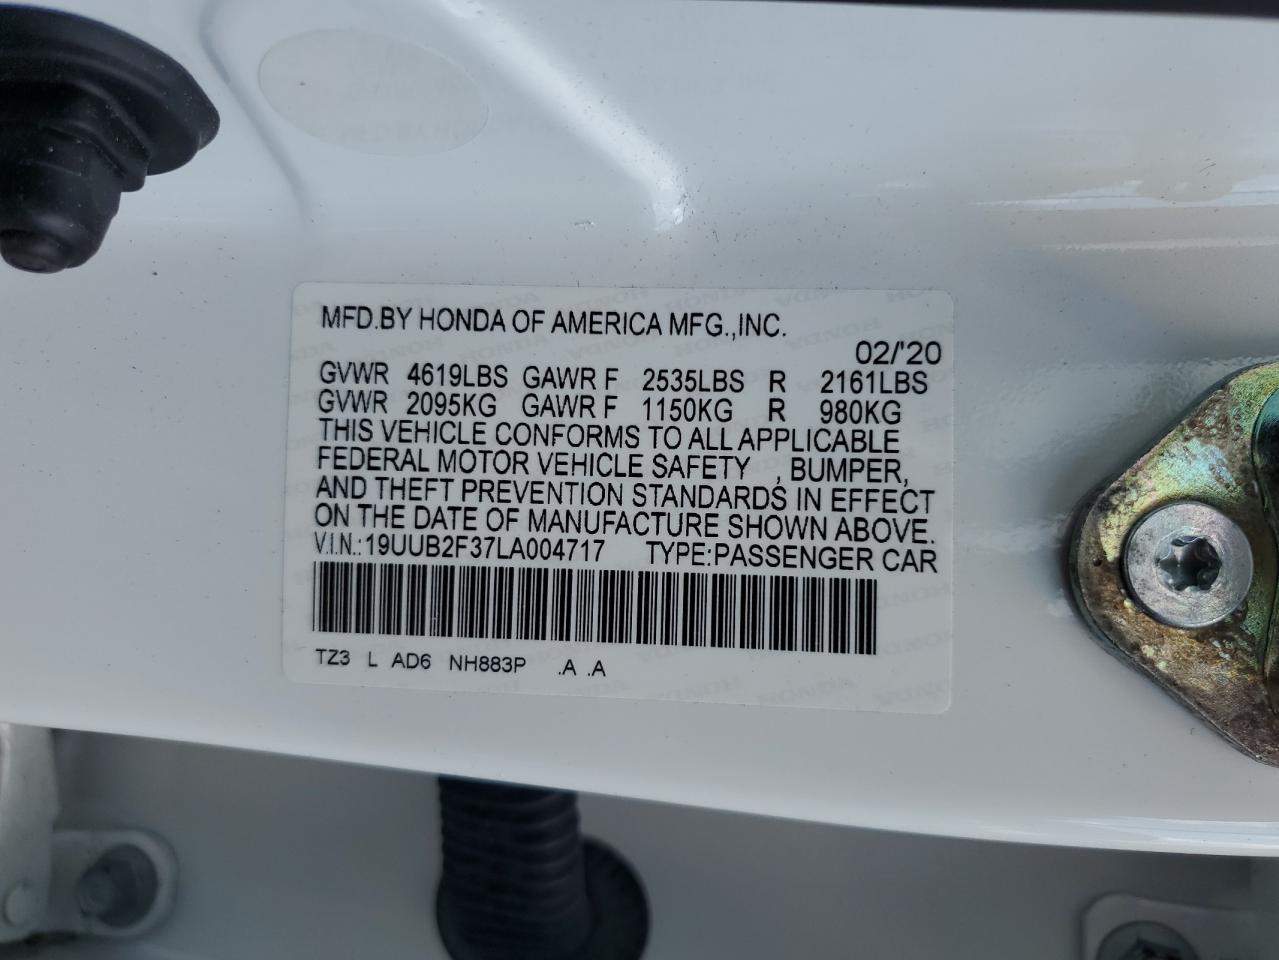 MFD.BY HONDA OF AMERICA MFG.,INC.
02/'20
GVWR 4619LBS GAWR F 2535LBS R 2161LBS
GVWR 2095KG GAWR F 1150KG R 980KG
THIS VEHICLE CONFORMS TO ALL APPLICABLE
FEDERAL MOTOR VEHICLE SAFETY , BUMPER,
AND THEFT PREVENTION STANDARDS IN EFFECT
ON THE DATE OF MANUFACTURE SHOWN ABOVE.
V.I.N.:19UUB2F37LA004717 TYPE:PASSENGER CAR
TZ3 L AD6 NH883P .A .A